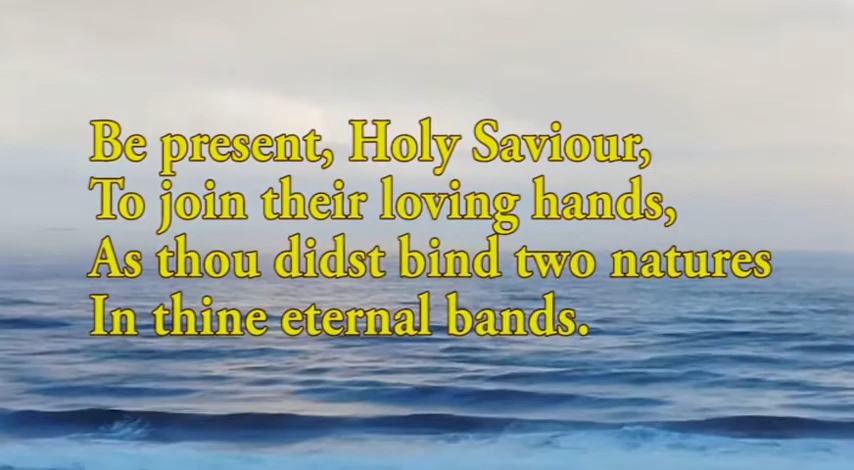 Be present, Holy Saviour,
To join their loving hands,
As thou didst bind two natures
In thine eternal bands.